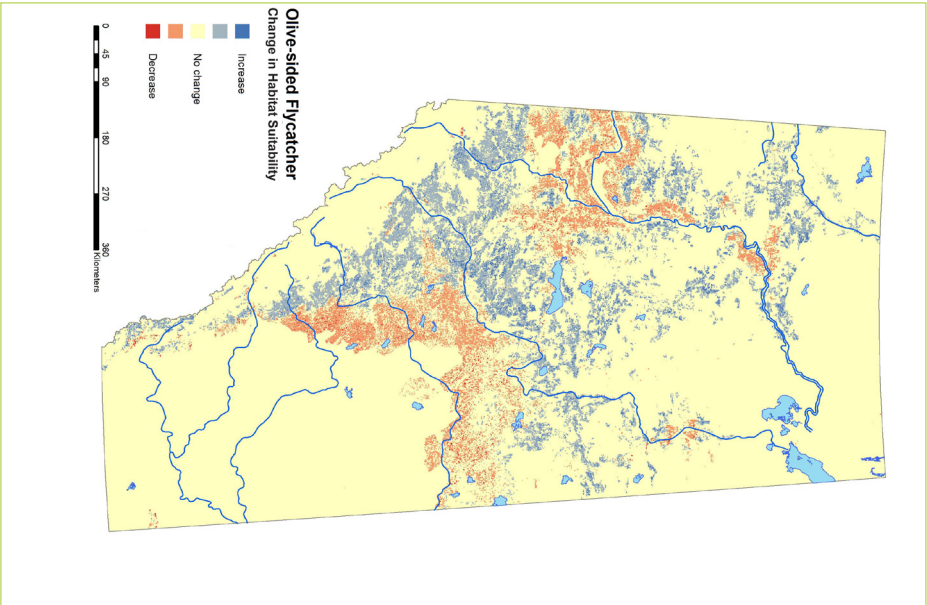 Olive-sided Flycatcher
Change in Habitat Suitability
Increase
No change
Decrease
0 45 90 180 270 360
Kilometers